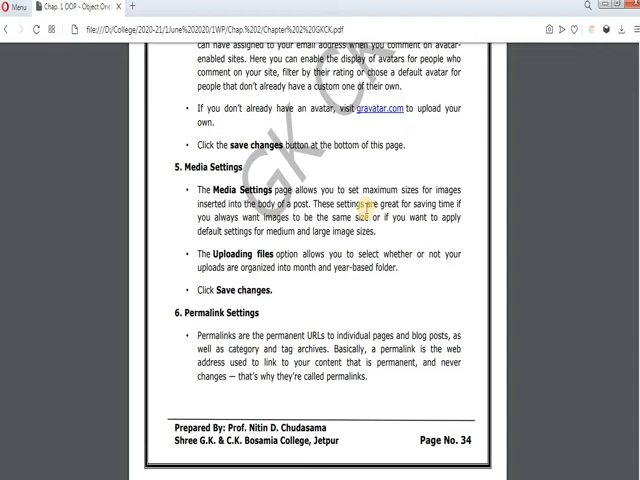 Menu
Chap. 1 OOP - Object Orien
file:///D:/College/2020-21/1June%202020/1WP/Chap.%202/Chapter%202%20GKCK.pdf
can have assigned to your email address when you comment on avatar-
enabled sites. Here you can enable the display of avatars for people who
comment on your site, filter by their rating or chose a default avatar for
people that don't already have a custom one of their own.
• If you don't already have an avatar, visit gravatar.com to upload your
own.
• Click the save changes button at the bottom of this page.
5. Media Settings
• The Media Settings page allows you to set maximum sizes for images
inserted into the body of a post. These settings are great for saving time if
you always want images to be the same size or if you want to apply
default settings for medium and large image sizes.
• The Uploading files option allows you to select whether or not your
uploads are organized into month and year-based folder.
• Click Save changes.
6. Permalink Settings
• Permalinks are the permanent URLs to individual pages and blog posts, as
well as category and tag archives. Basically, a permalink is the web
address used to link to your content that is permanent, and never
changes — that's why they're called permalinks.
Prepared By: Prof. Nitin D. Chudasama
Shree G.K. & C.K. Bosamia College, Jetpur
Page No. 34
GK CK